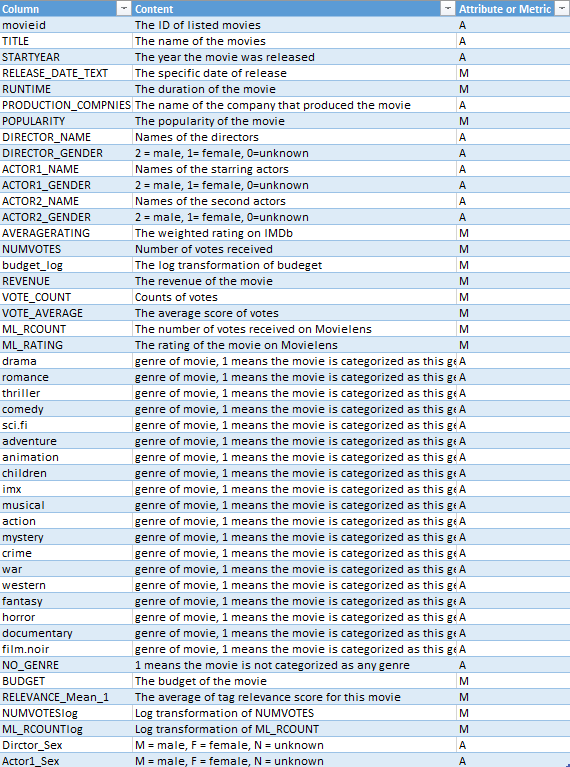 Column Content Attribute or Metric
movieid The ID of listed movies A
TITLE The name of the movies A
STARTYEAR The year the movie was released A
RELEASE_DATE_TEXT The specific date of release M
RUNTIME The duration of the movie M
PRODUCTION_COMPNIES The name of the company that produced the movie A
POPULARITY The popularity of the movie M
DIRECTOR_NAME Names of the directors A
DIRECTOR_GENDER 2 = male, 1= female, 0=unknown A
ACTOR1_NAME Names of the starring actors A
ACTOR1_GENDER 2 = male, 1= female, 0=unknown A
ACTOR2_NAME Names of the second actors A
ACTOR2_GENDER 2 = male, 1= female, 0=unknown A
AVERAGERATING The weighted rating on IMDb M
NUMVOTES Number of votes received M
budget_log The log transformation of budeget M
REVENUE The revenue of the movie M
VOTE_COUNT Counts of votes M
VOTE_AVERAGE The average score of votes M
ML_RCOUNT The number of votes received on Movielens M
ML_RATING The rating of the movie on Movielens M
drama genre of movie, 1 means the movie is categorized as this ge A
romance genre of movie, 1 means the movie is categorized as this ge A
thriller genre of movie, 1 means the movie is categorized as this ge A
comedy genre of movie, 1 means the movie is categorized as this ge A
sci.fi genre of movie, 1 means the movie is categorized as this ge A
adventure genre of movie, 1 means the movie is categorized as this ge A
animation genre of movie, 1 means the movie is categorized as this ge A
children genre of movie, 1 means the movie is categorized as this ge A
imx genre of movie, 1 means the movie is categorized as this ge A
musical genre of movie, 1 means the movie is categorized as this ge A
action genre of movie, 1 means the movie is categorized as this ge A
mystery genre of movie, 1 means the movie is categorized as this ge A
crime genre of movie, 1 means the movie is categorized as this ge A
war genre of movie, 1 means the movie is categorized as this ge A
western genre of movie, 1 means the movie is categorized as this ge A
fantasy genre of movie, 1 means the movie is categorized as this ge A
horror genre of movie, 1 means the movie is categorized as this ge A
documentary genre of movie, 1 means the movie is categorized as this ge A
film.noir genre of movie, 1 means the movie is categorized as this ge A
NO_GENRE 1 means the movie is not categorized as any genre A
BUDGET The budget of the movie M
RELEVANCE_Mean_1 The average of tag relevance score for this movie M
NUMVOTESlog Log transformation of NUMVOTES M
ML_RCOUNTlog Log transformation of ML_RCOUNT M
Dirctor_Sex M = male, F = female, N = unknown A
Actor1_Sex M = male, F = female, N = unknown A